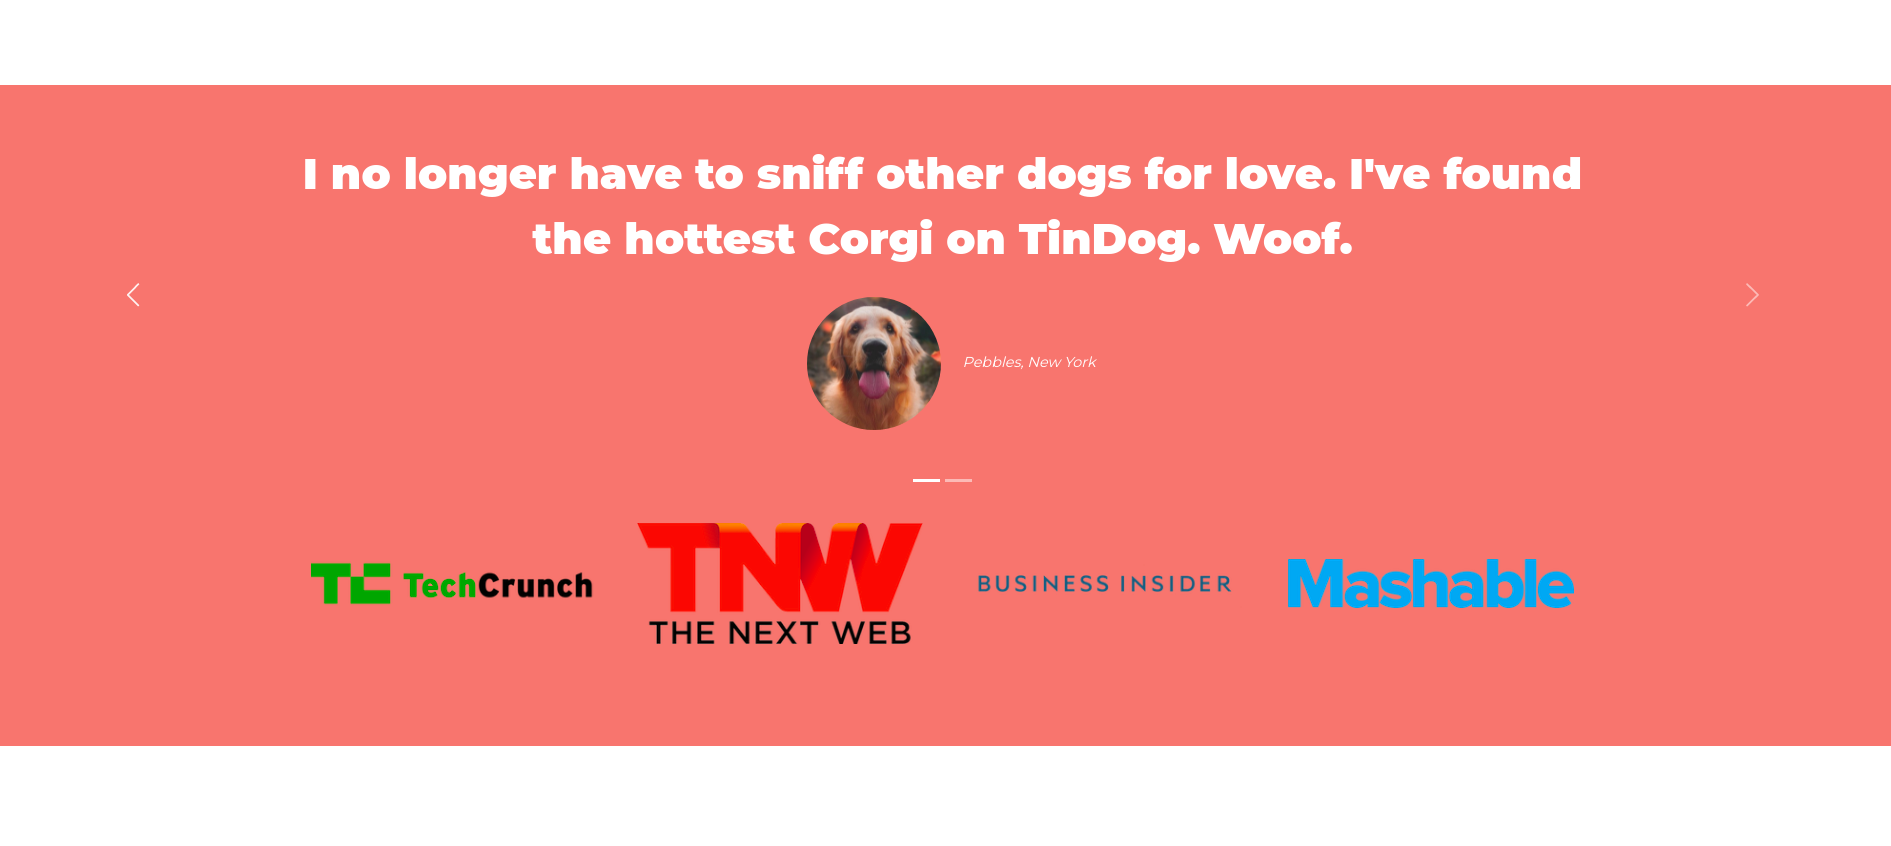 I no longer have to sniff other dogs for love. I've found
the hottest Corgi on TinDog. Woof.
Pebbles, New York
TC TechCrunch
TNW
THE NEXT WEB
BUSINESS INSIDER
Mashable